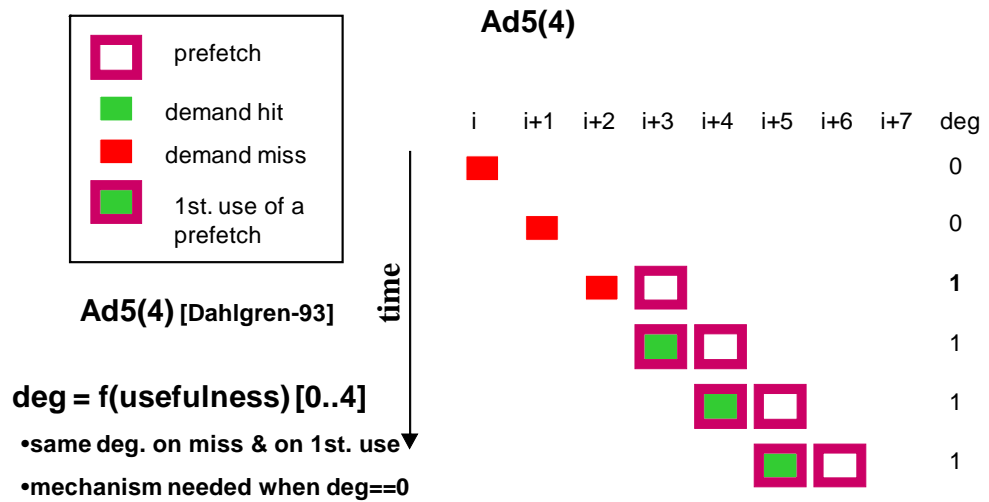 Ad5(4)
prefetch
demand hit
demand miss
1st. use of a
prefetch
i i+1 i+2 i+3 i+4 i+5 i+6 i+7 deg
0
0
1
1
1
1
time
Ad5(4) [Dahlgren-93]
deg = f(usefulness) [0..4]
•same deg. on miss & on 1st. use
•mechanism needed when deg==0